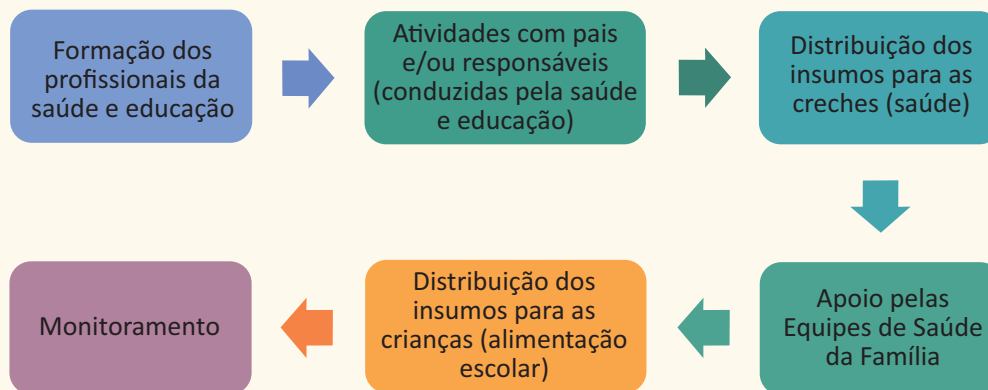 Formação dos
profissionais da
saúde e educação
Atividades com pais
e/ou responsáveis
(conduzidas pela saúde
e educação)
Distribuição dos
insumos para as
creches (saúde)
Apoio pelas
Equipes de Saúde
da Família
Distribuição dos
insumos para as
crianças (alimentação
escolar)
Monitoramento